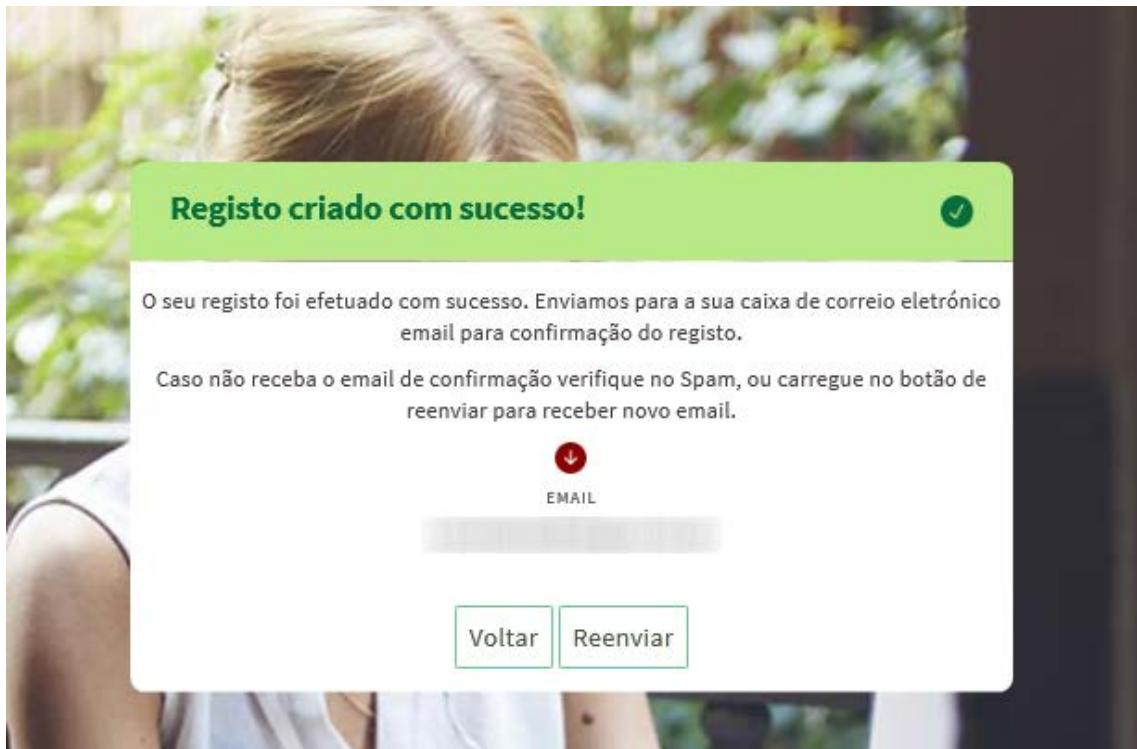 Registo criado com sucesso!
O seu registo foi efetuado com sucesso. Enviamos para a sua caixa de correio eletrónico
email para confirmação do registo.
Caso não receba o email de confirmação verifique no Spam, ou carregue no botão de
reenviar para receber novo email.
EMAIL
Voltar Reenviar